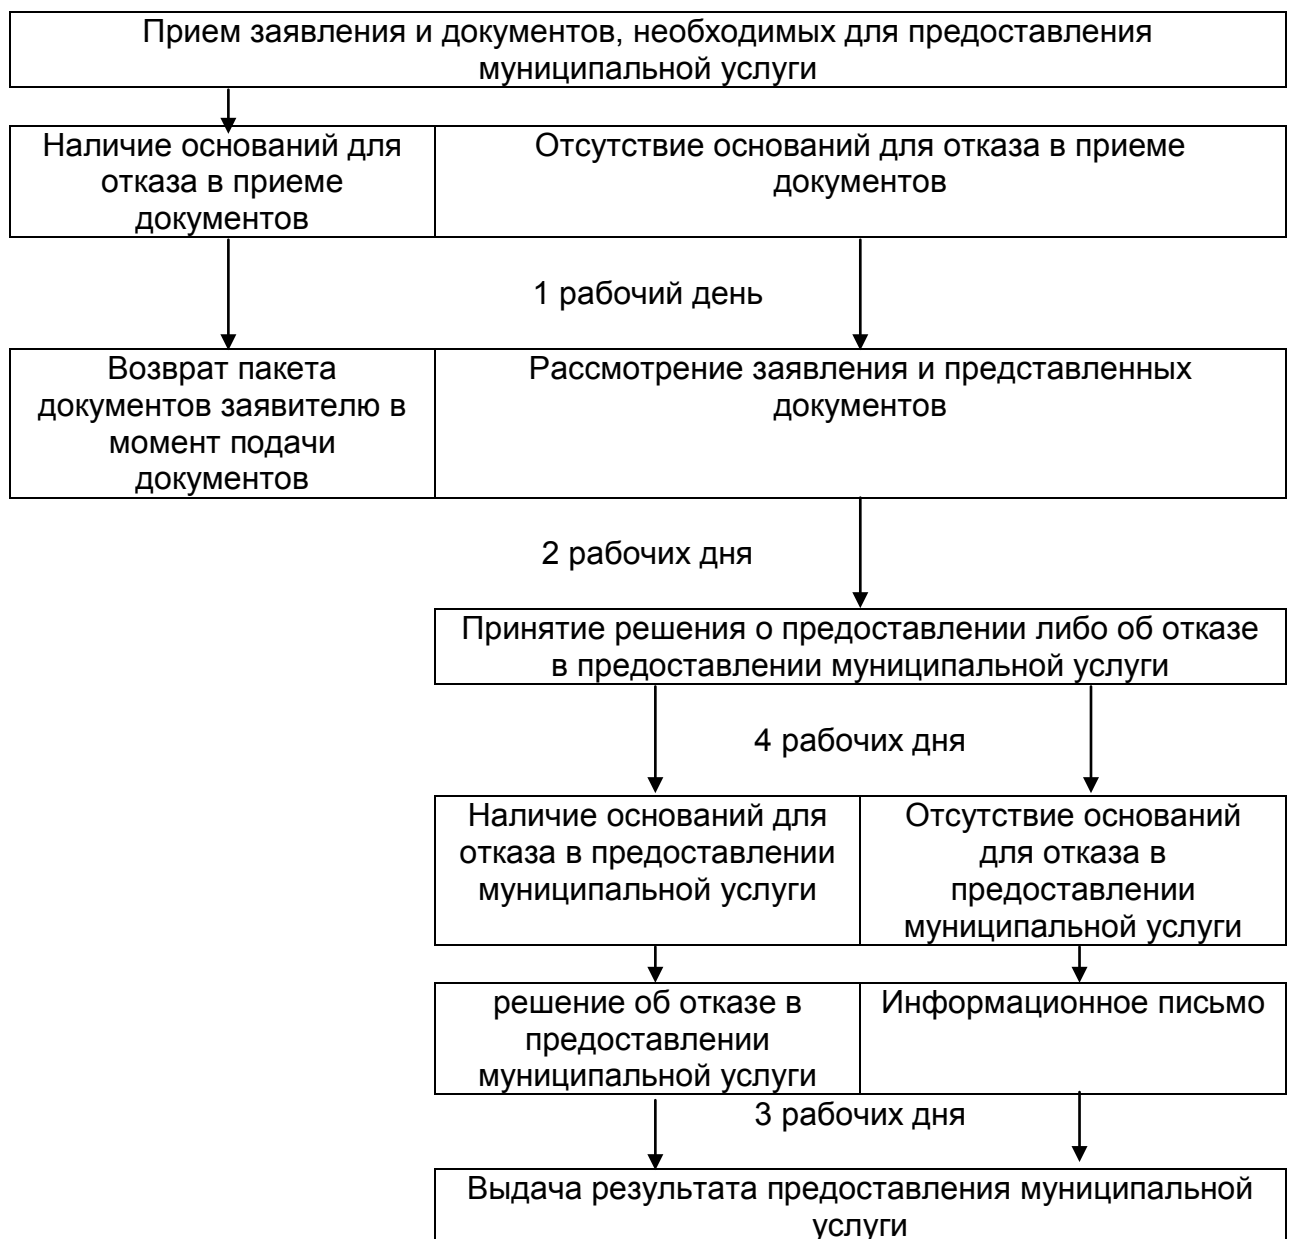 Прием заявления и документов, необходимых для предоставления
муниципальной услуги
Наличие оснований для
отказа в приеме
документов
Отсутствие оснований для отказа в приеме
документов
1 рабочий день
Возврат пакета
документов заявителю в
момент подачи
документов
Рассмотрение заявления и представленных
документов
2 рабочих дня
Принятие решения о предоставлении либо об отказе
в предоставлении муниципальной услуги
4 рабочих дня
Наличие оснований для
отказа в предоставлении
муниципальной услуги
Отсутствие оснований
для отказа в
предоставлении
муниципальной услуги
решение об отказе в
предоставлении
муниципальной услуги
Информационное письмо
3 рабочих дня
Выдача результата предоставления муниципальной
услуги